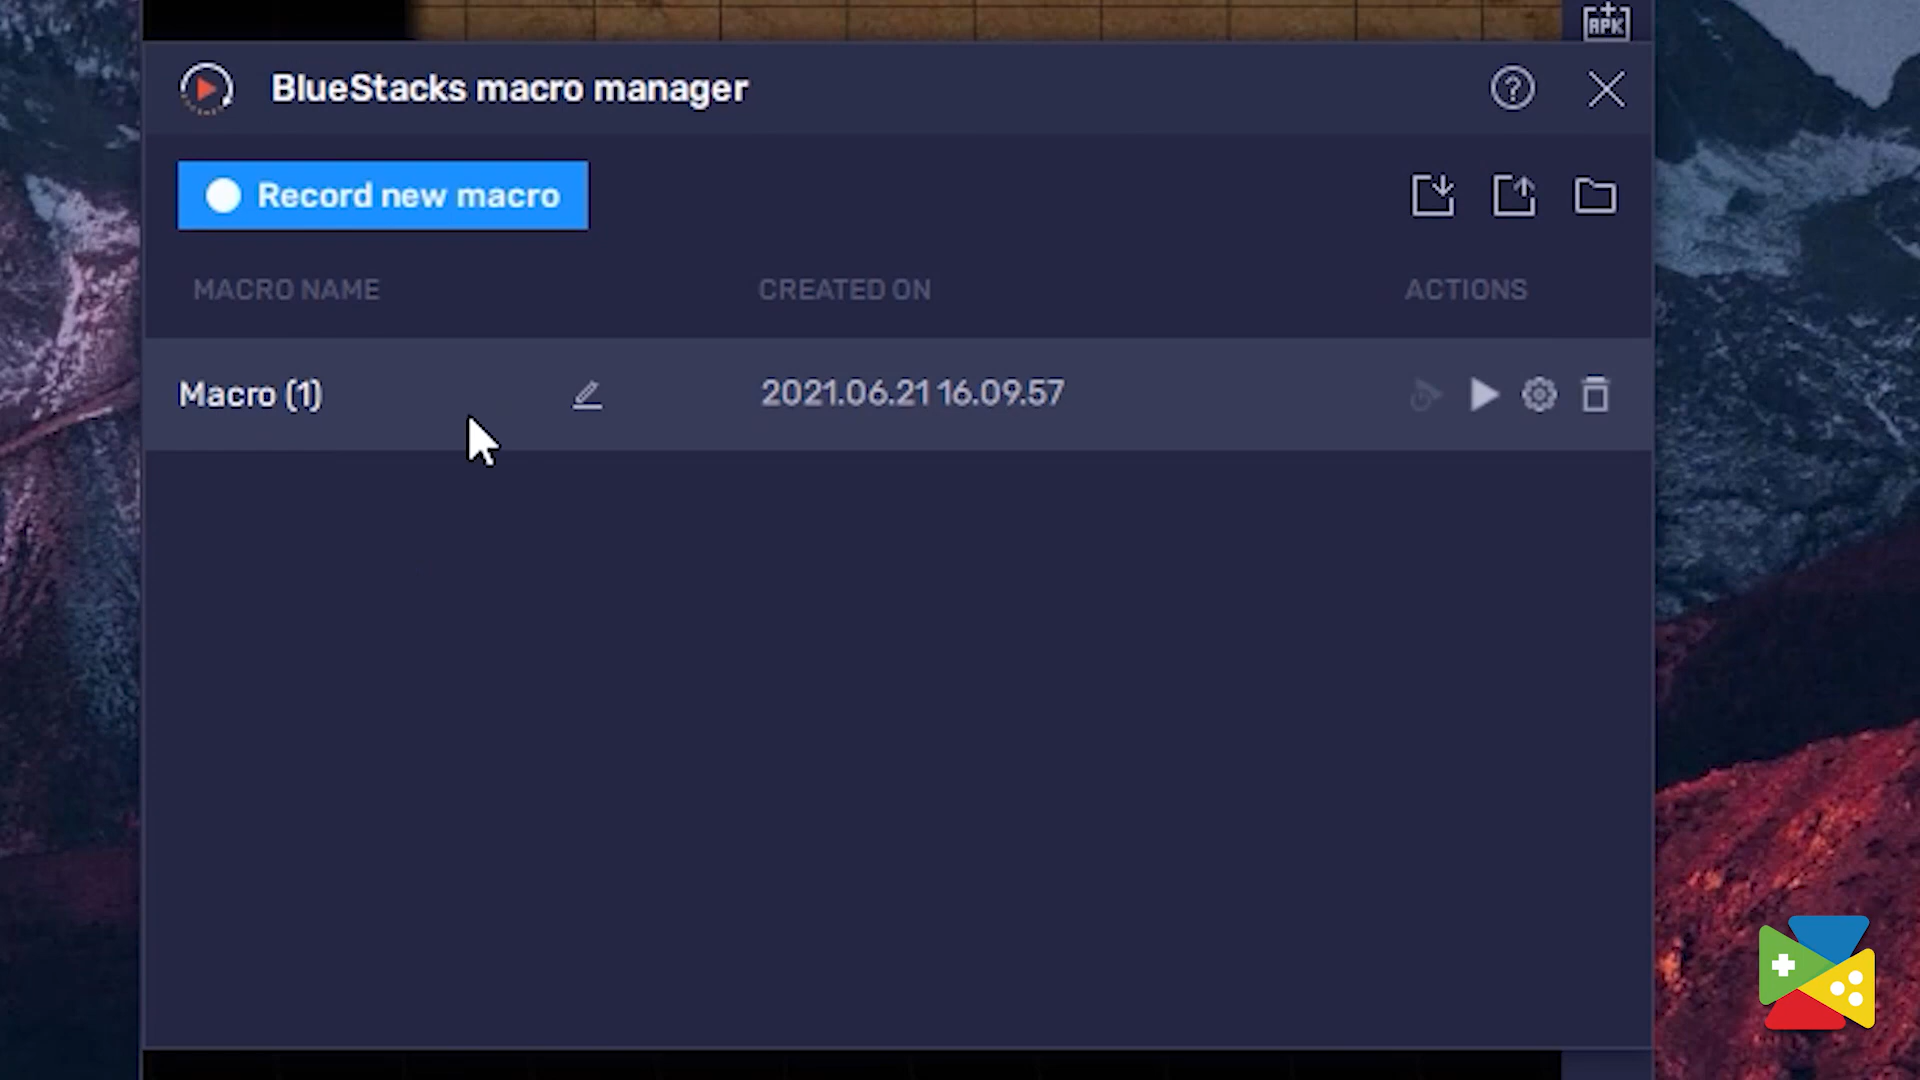 APK
BlueStacks macro manager
Record new macro
MACRO NAME CREATED ON ACTIONS
Macro (1) 2021.06.21 16.09.57